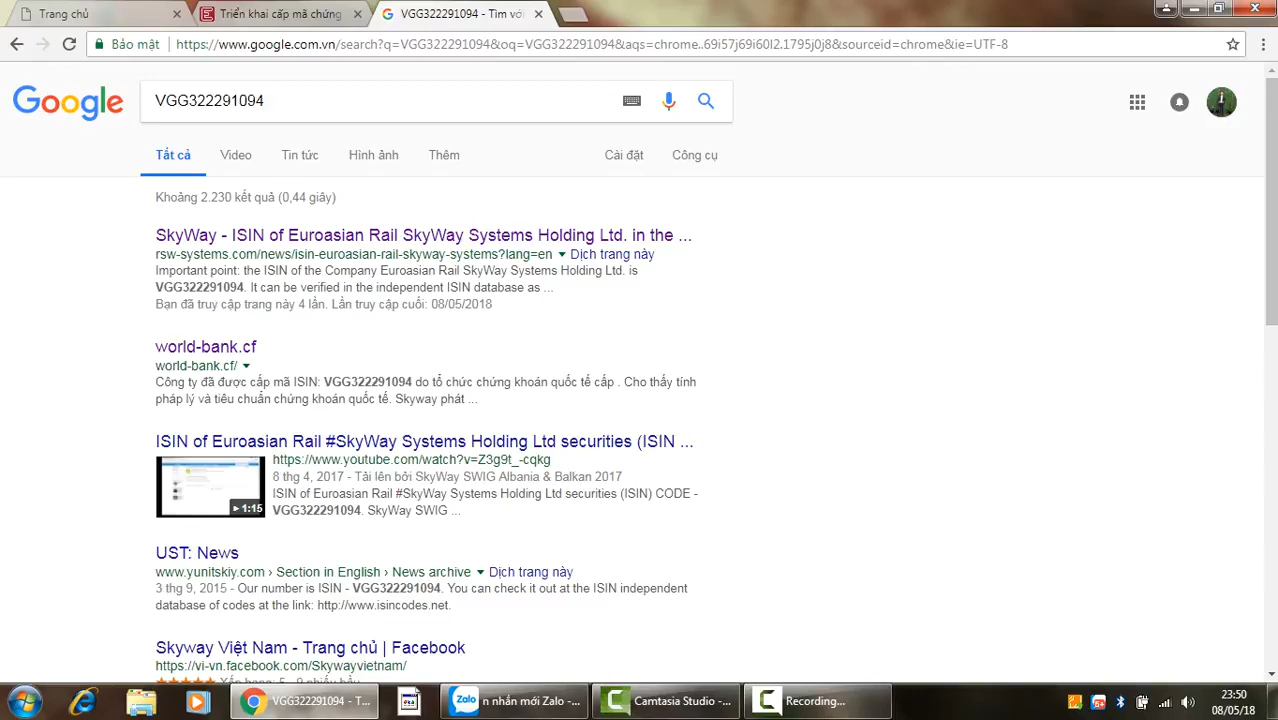 Trang chủ
Triển khai cấp mã chứng
VGG322291094 - Tìm với
Bảo mật
https://www.google.com.vn/search?q=VGG322291094&oq=VGG322291094&aqs=chrome..69i57j69i60l2.1795j0j8&sourceid=chrome&ie=UTF-8
Google
VGG322291094
Tất cả
Video
Tin tức
Hình ảnh
Thêm
Cài đặt
Công cụ
Khoảng 2.230 kết quả (0,44 giây)
SkyWay - ISIN of Euroasian Rail SkyWay Systems Holding Ltd. in the ...
rsw-systems.com/news/isin-euroasian-rail-skyway-systems?lang=en Dịch trang này
Important point: the ISIN of the Company Euroasian Rail SkyWay Systems Holding Ltd. is
VGG322291094. It can be verified in the independent ISIN database as ...
Bạn đã truy cập trang này 4 lần. Lần truy cập cuối: 08/05/2018
world-bank.cf
world-bank.cf/
Công ty đã được cấp mã ISIN: VGG322291094 do tổ chức chứng khoán quốc tế cấp . Cho thấy tính
pháp lý và tiêu chuẩn chứng khoán quốc tế. Skyway phát ...
ISIN of Euroasian Rail #SkyWay Systems Holding Ltd securities (ISIN ...
https://www.youtube.com/watch?v=Z3g9t_-cqkg
8 thg 4, 2017 - Tải lên bởi SkyWay SWIG Albania & Balkan 2017
ISIN of Euroasian Rail #SkyWay Systems Holding Ltd securities (ISIN) CODE -
VGG322291094. SkyWay SWIG ...
1:15
UST: News
www.yunitskiy.com › Section in English › News archive Dịch trang này
3 thg 9, 2015 - Our number is ISIN - VGG322291094. You can check it out at the ISIN independent
database of codes at the link: http://www.isincodes.net.
Skyway Việt Nam - Trang chủ | Facebook
https://vi-vn.facebook.com/Skywayvietnam/
VGG322291094 - T...
Zalo
n nhắn mới Zalo -...
Camtasia Studio - ...
Recording...
23:50
08/05/18